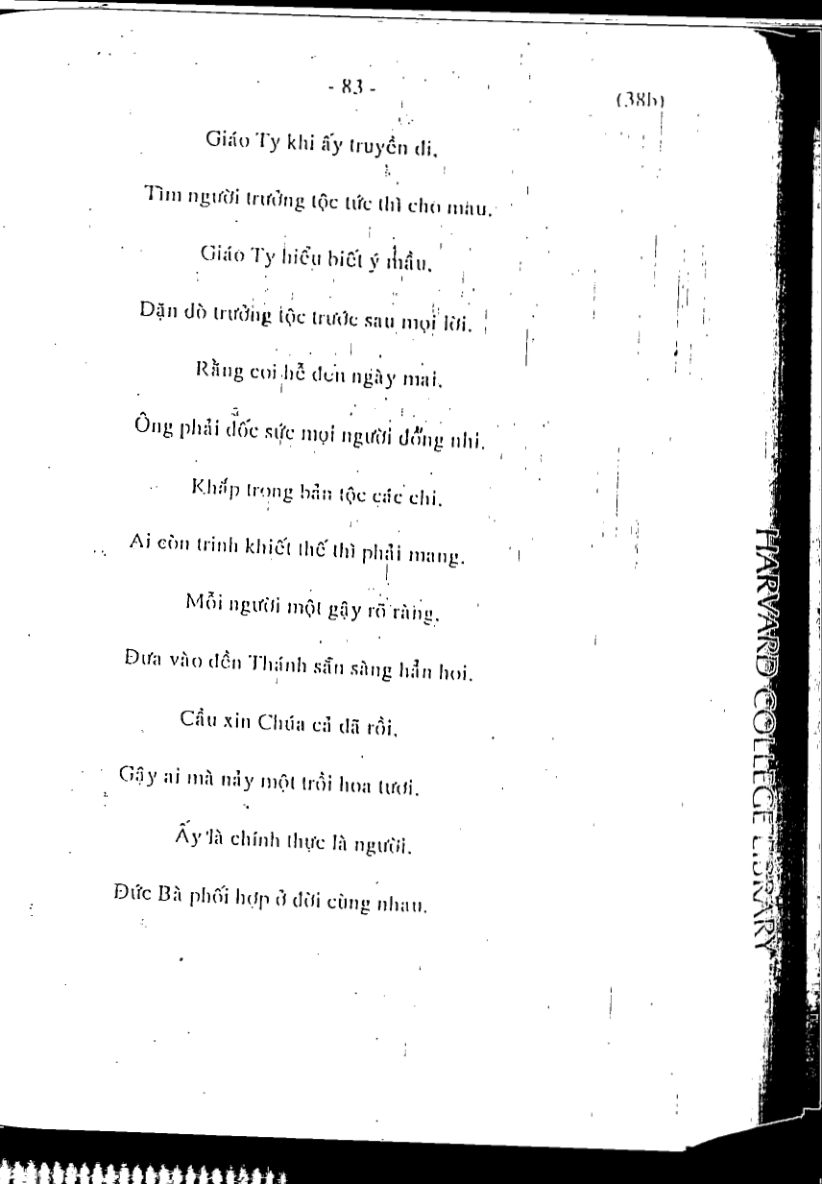 - 83 -
(38b)
Giáo Ty khi ấy truyền đi,
Tìm người trưởng tộc tức thì cho mau.
Giáo Ty hiểu biết ý mầu,
Dặn dò trưởng tộc trước sau mọi lời.
Rằng coi hễ đến ngày mai,
Ông phải dốc sức mọi người đồng nhi.
Khắp trong bản tộc các chi,
Ai còn trinh khiết thế thì phải mang.
Mỗi người một gậy rõ ràng,
Đưa vào đền Thánh sẵn sàng hẳn hoi.
Cầu xin Chúa cả đã rồi,
Gậy ai mà nảy một trồi hoa tươi.
Ấy là chính thực là người,
Đức Bà phối hợp ở đời cùng nhau.
HARVARD COLLEGE LIBRARY